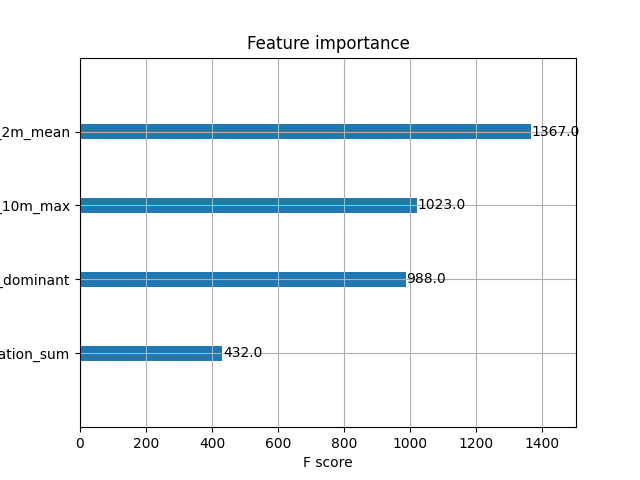 Feature importance
_2m_mean
1367.0
_10m_max
1023.0
_dominant
988.0
ation_sum
432.0
0 200 400 600 800 1000 1200 1400
F score